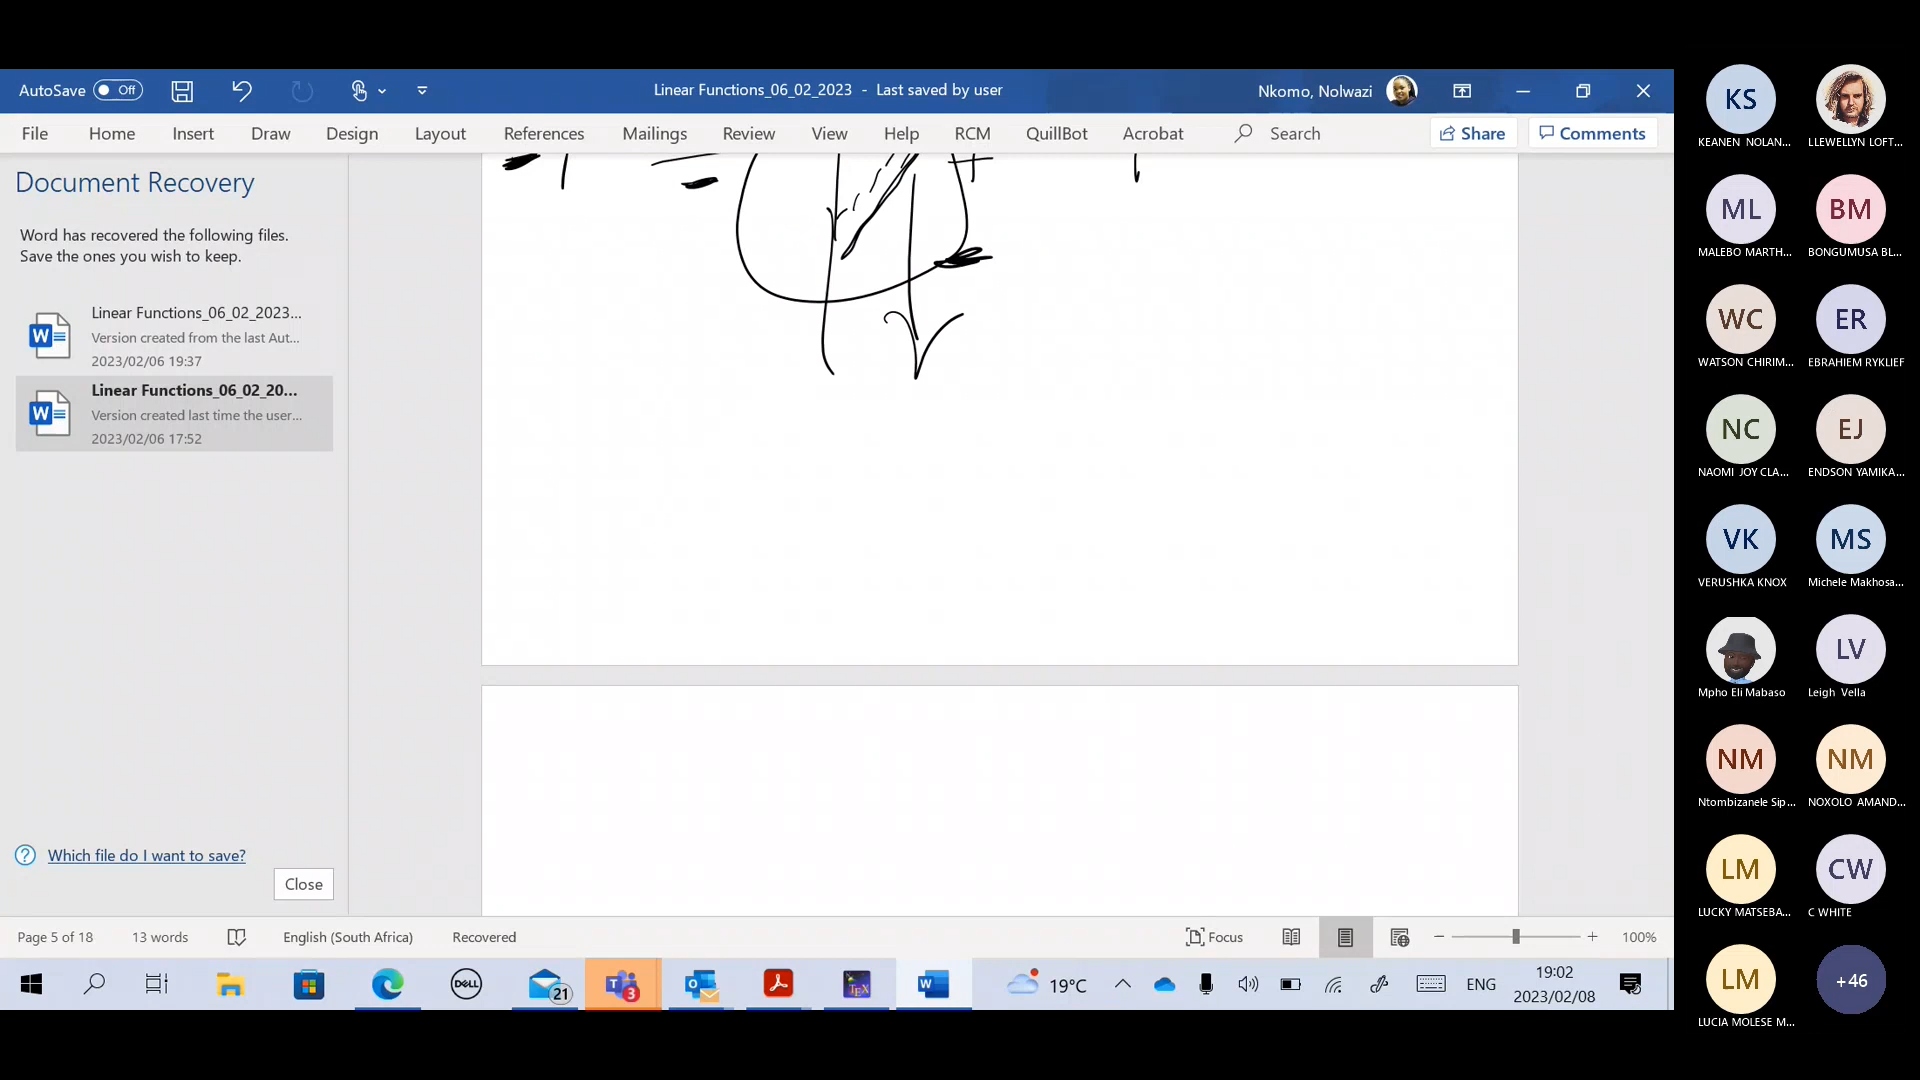 AutoSave Off
Linear Functions_06_02_2023 - Last saved by user
Nkomo, Nolwazi
File Home Insert Draw Design Layout References Mailings Review View Help RCM QuillBot Acrobat Search Share Comments
Document Recovery
Word has recovered the following files.
Save the ones you wish to keep.
Linear Functions_06_02_2023...
Version created from the last Aut...
2023/02/06 19:37
Linear Functions_06_02_20...
Version created last time the user...
2023/02/06 17:52
Which file do I want to save?
Close
Page 5 of 18 13 words English (South Africa) Recovered Focus 100%
DELL 21 3 TEX 19°C ENG 19:02
2023/02/08
KS
KEANEN NOLAN...
LLEWELLYN LOFT...
ML BM
MALEBO MARTH... BONGUMUSA BL...
WC ER
WATSON CHIRIM... EBRAHIEM RYKLIEF
NC EJ
NAOMI JOY CLA... ENDSON YAMIKA...
VK MS
VERUSHKA KNOX Michele Makhosa...
LV
Mpho Eli Mabaso Leigh Vella
NM NM
Ntombizanele Sip... NOXOLO AMAND...
LM CW
LUCKY MATSEBA... C WHITE
LM +46
LUCIA MOLESE M...